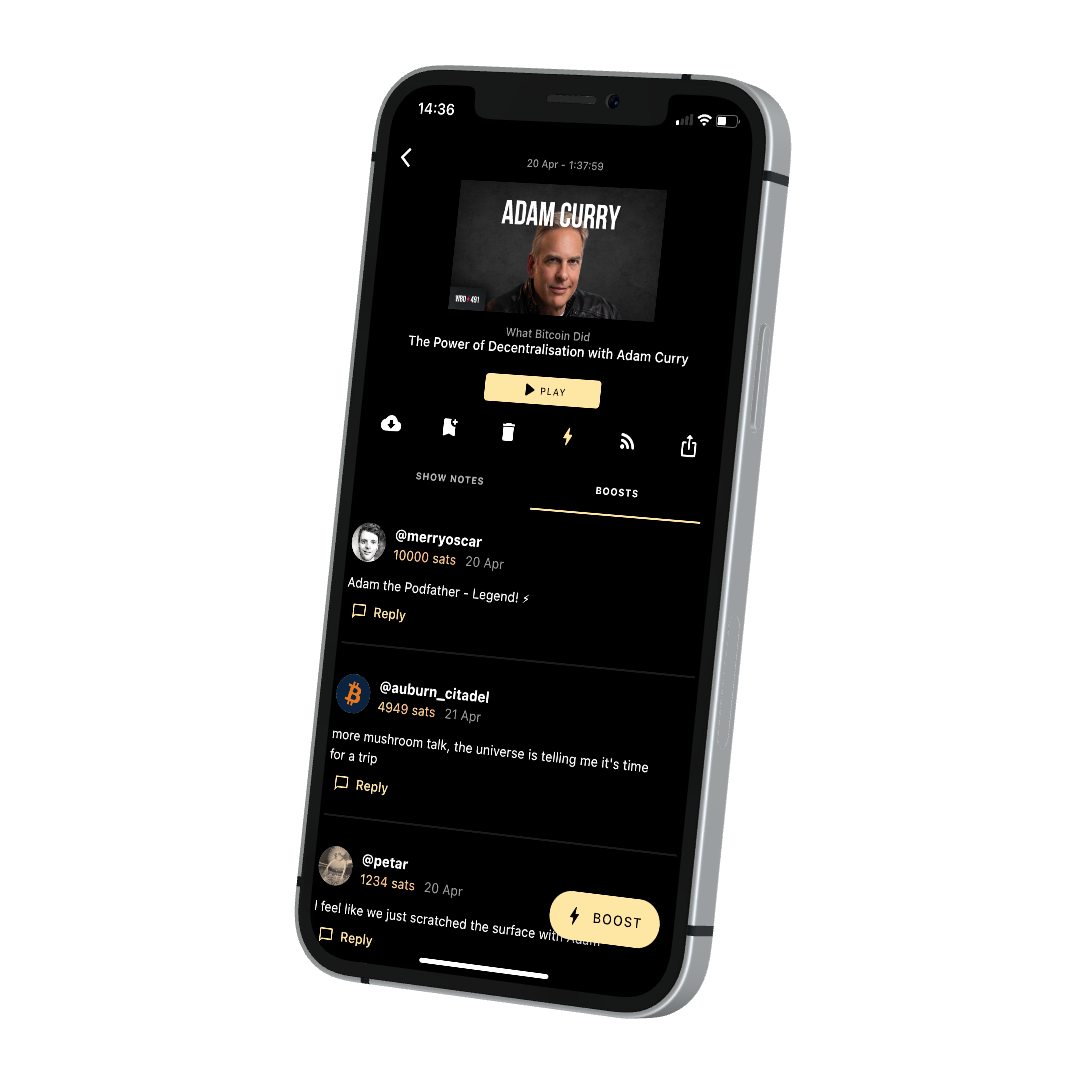 14:36
20 Apr - 1:37:59
ADAM CURRY
WBD #491
What Bitcoin Did
The Power of Decentralisation with Adam Curry
PLAY
SHOW NOTES
BOOSTS
@merryoscar
10000 sats 20 Apr
Adam the Podfather - Legend! ⚡
Reply
@auburn_citadel
4949 sats 21 Apr
more mushroom talk, the universe is telling me it's time
for a trip
Reply
@petar
1234 sats 20 Apr
I feel like we just scratched the surface with Adam
Reply
BOOST